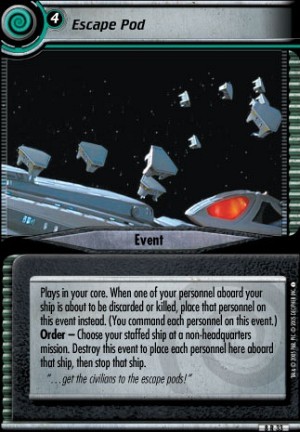 4
Escape Pod
Event
Plays in your core. When one of your personnel aboard your
ship is about to be discarded or killed, place that personnel on
this event instead. (You command each personnel on this event.)
Order – Choose your staffed ship at a non-headquarters
mission. Destroy this event to place each personnel here aboard
that ship, then stop that ship.
"…get the civilians to the escape pods!"